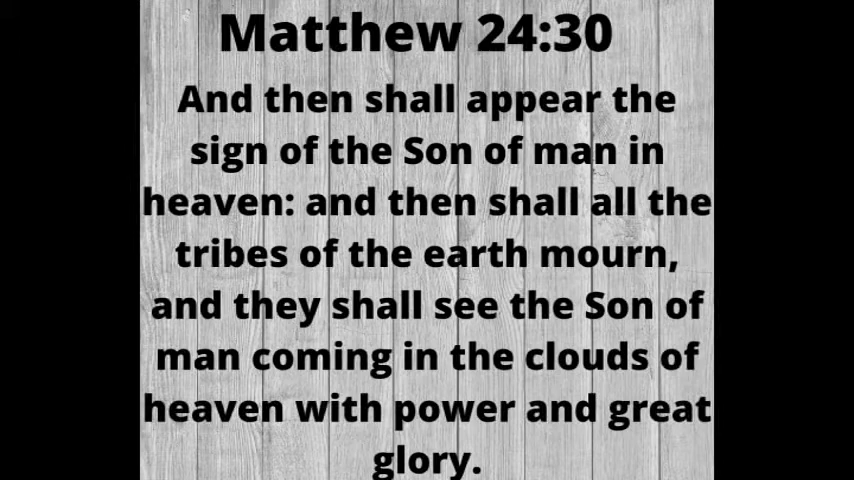 Matthew 24:30
And then shall appear the
sign of the Son of man in
heaven: and then shall all the
tribes of the earth mourn,
and they shall see the Son of
man coming in the clouds of
heaven with power and great
glory.